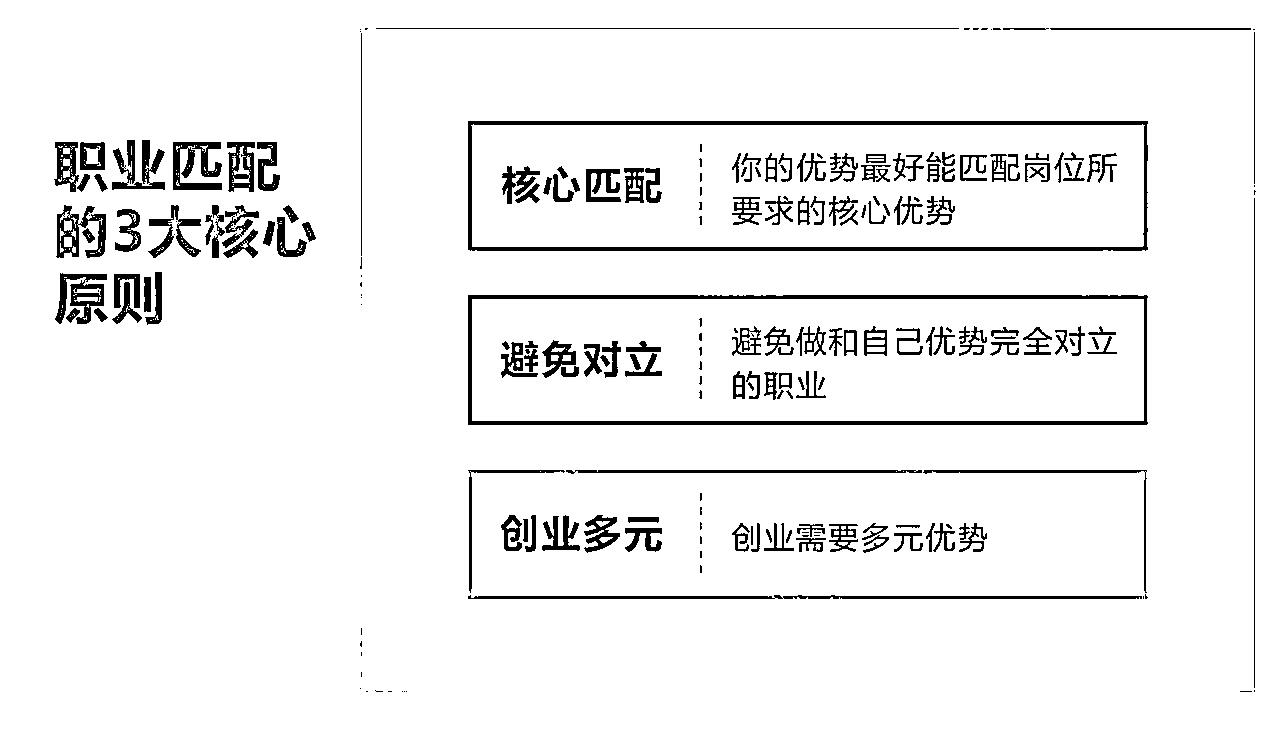 职业匹配
的3大核心
原则
核心匹配
你的优势最好能匹配岗位所
要求的核心优势
避免对立
避免做和自己优势完全对立
的职业
创业多元
创业需要多元优势